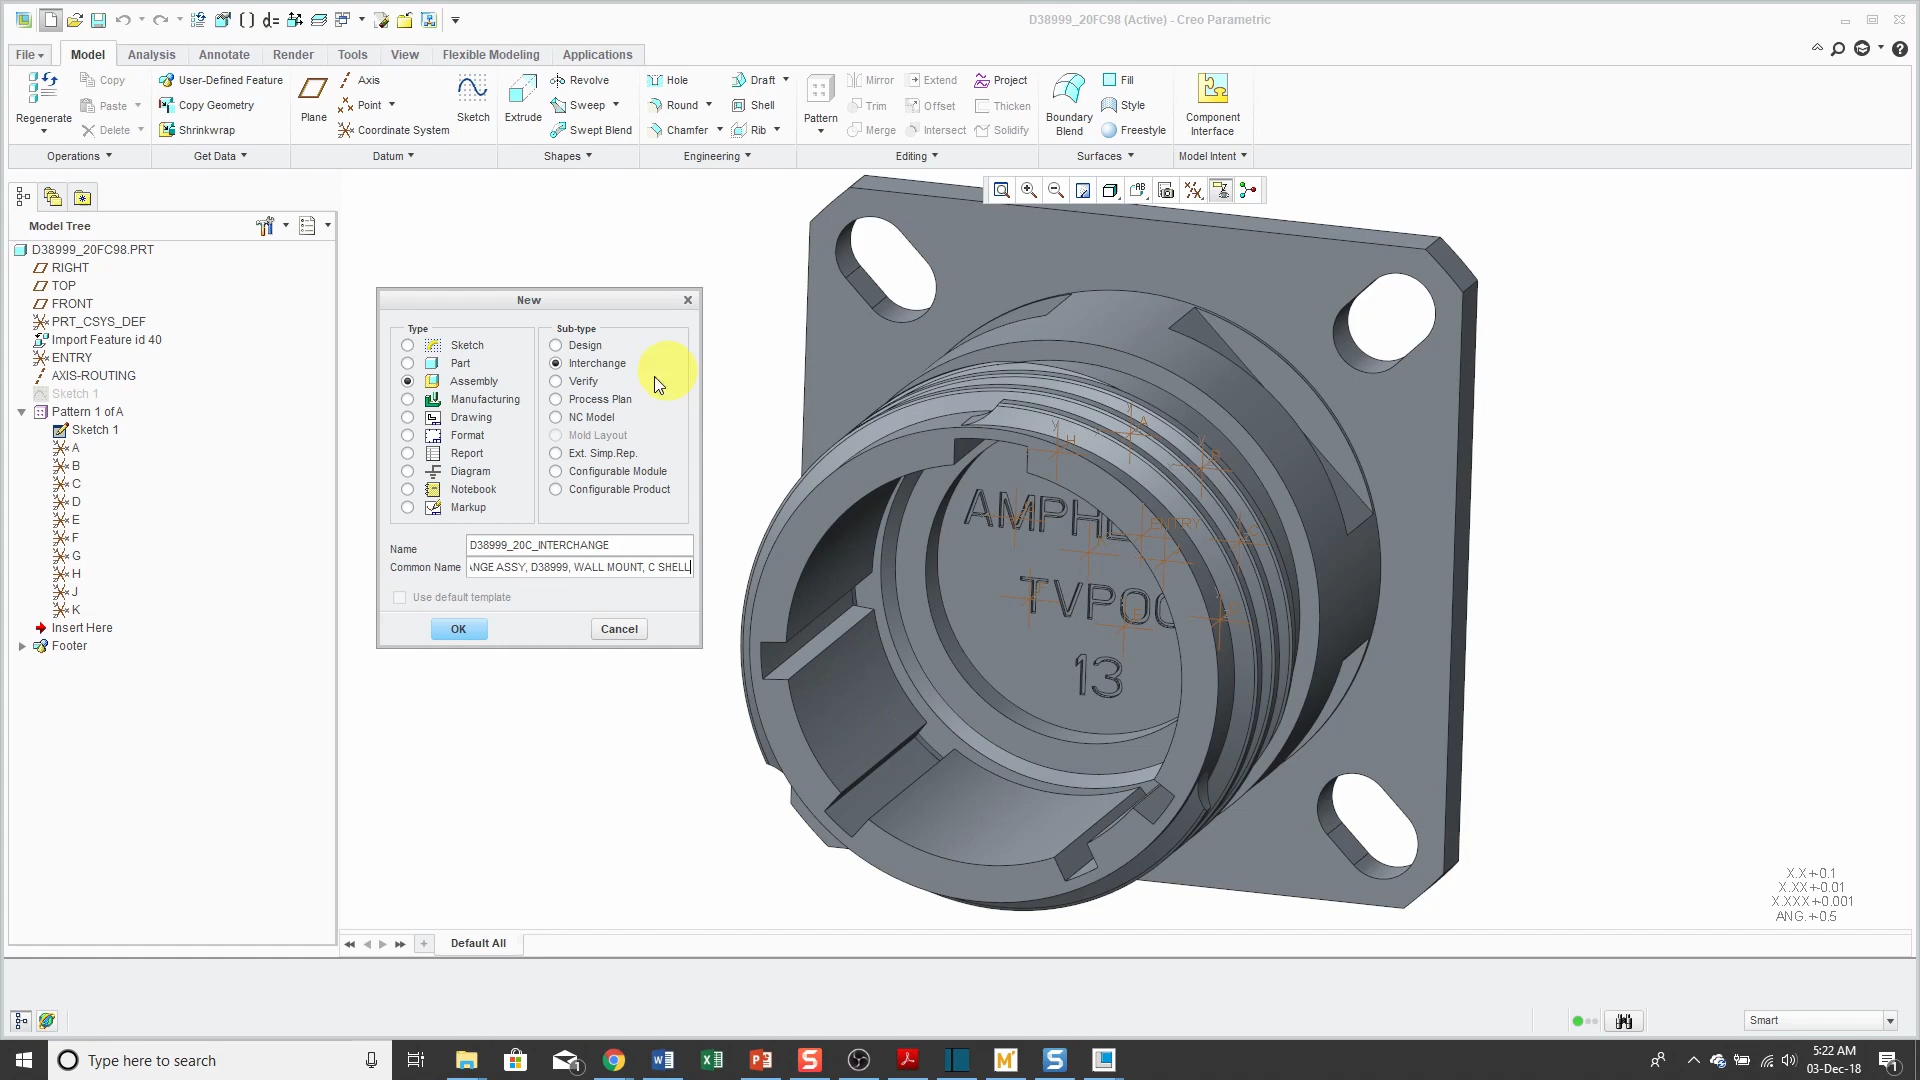 D38999_20FC98 (Active) - Creo Parametric
File
Model
Analysis
Annotate
Render
Tools
View
Flexible Modeling
Applications
Regenerate
Copy
Paste
Delete
Operations
User-Defined Feature
Copy Geometry
Shrinkwrap
Get Data
Plane
Axis
Point
Coordinate System
Sketch
Datum
Extrude
Revolve
Sweep
Swept Blend
Shapes
Hole
Round
Chamfer
Draft
Shell
Rib
Engineering
Pattern
Mirror
Trim
Merge
Extend
Offset
Intersect
Project
Thicken
Solidify
Editing
Boundary
Blend
Fill
Style
Freestyle
Surfaces
Component
Interface
Model Intent
Model Tree
D38999_20FC98.PRT
RIGHT
TOP
FRONT
PRT_CSYS_DEF
Import Feature id 40
ENTRY
AXIS-ROUTING
Sketch 1
Pattern 1 of A
Sketch 1
A
B
C
D
E
F
G
H
J
K
Insert Here
Footer
New
Type
Sketch
Part
Assembly
Manufacturing
Drawing
Format
Report
Diagram
Notebook
Markup
Sub-type
Design
Interchange
Verify
Process Plan
NC Model
Mold Layout
Ext. Simp.Rep.
Configurable Module
Configurable Product
Name
D38999_20C_INTERCHANGE
Common Name
ANGE ASSY, D38999, WALL MOUNT, C SHELL
Use default template
OK
Cancel
AMPHE
TVP00
13
H
A
B
C
ENTRY
X.X+-0.1
X.XX+-0.01
X.XXX+-0.001
ANG.+-0.5
Default All
Smart
Type here to search
5:22 AM
03-Dec-18